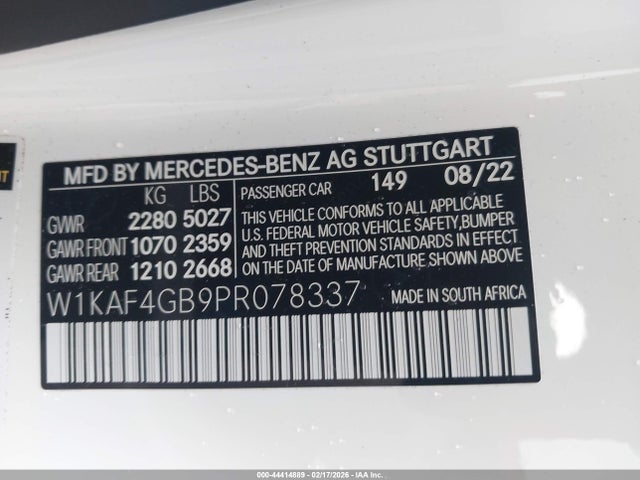 MFD BY MERCEDES-BENZ AG STUTTGART
KG LBS
GVWR 2280 5027
GAWR FRONT 1070 2359
GAWR REAR 1210 2668
PASSENGER CAR 149 08/22
THIS VEHICLE CONFORMS TO ALL APPLICABLE
U.S. FEDERAL MOTOR VEHICLE SAFETY, BUMPER
AND THEFT PREVENTION STANDARDS IN EFFECT
ON THE DATE OF MANUFACTURE SHOWN ABOVE
W1KAF4GB9PR078337 MADE IN SOUTH AFRICA
000-44414889 | 02/17/2026 | IAA